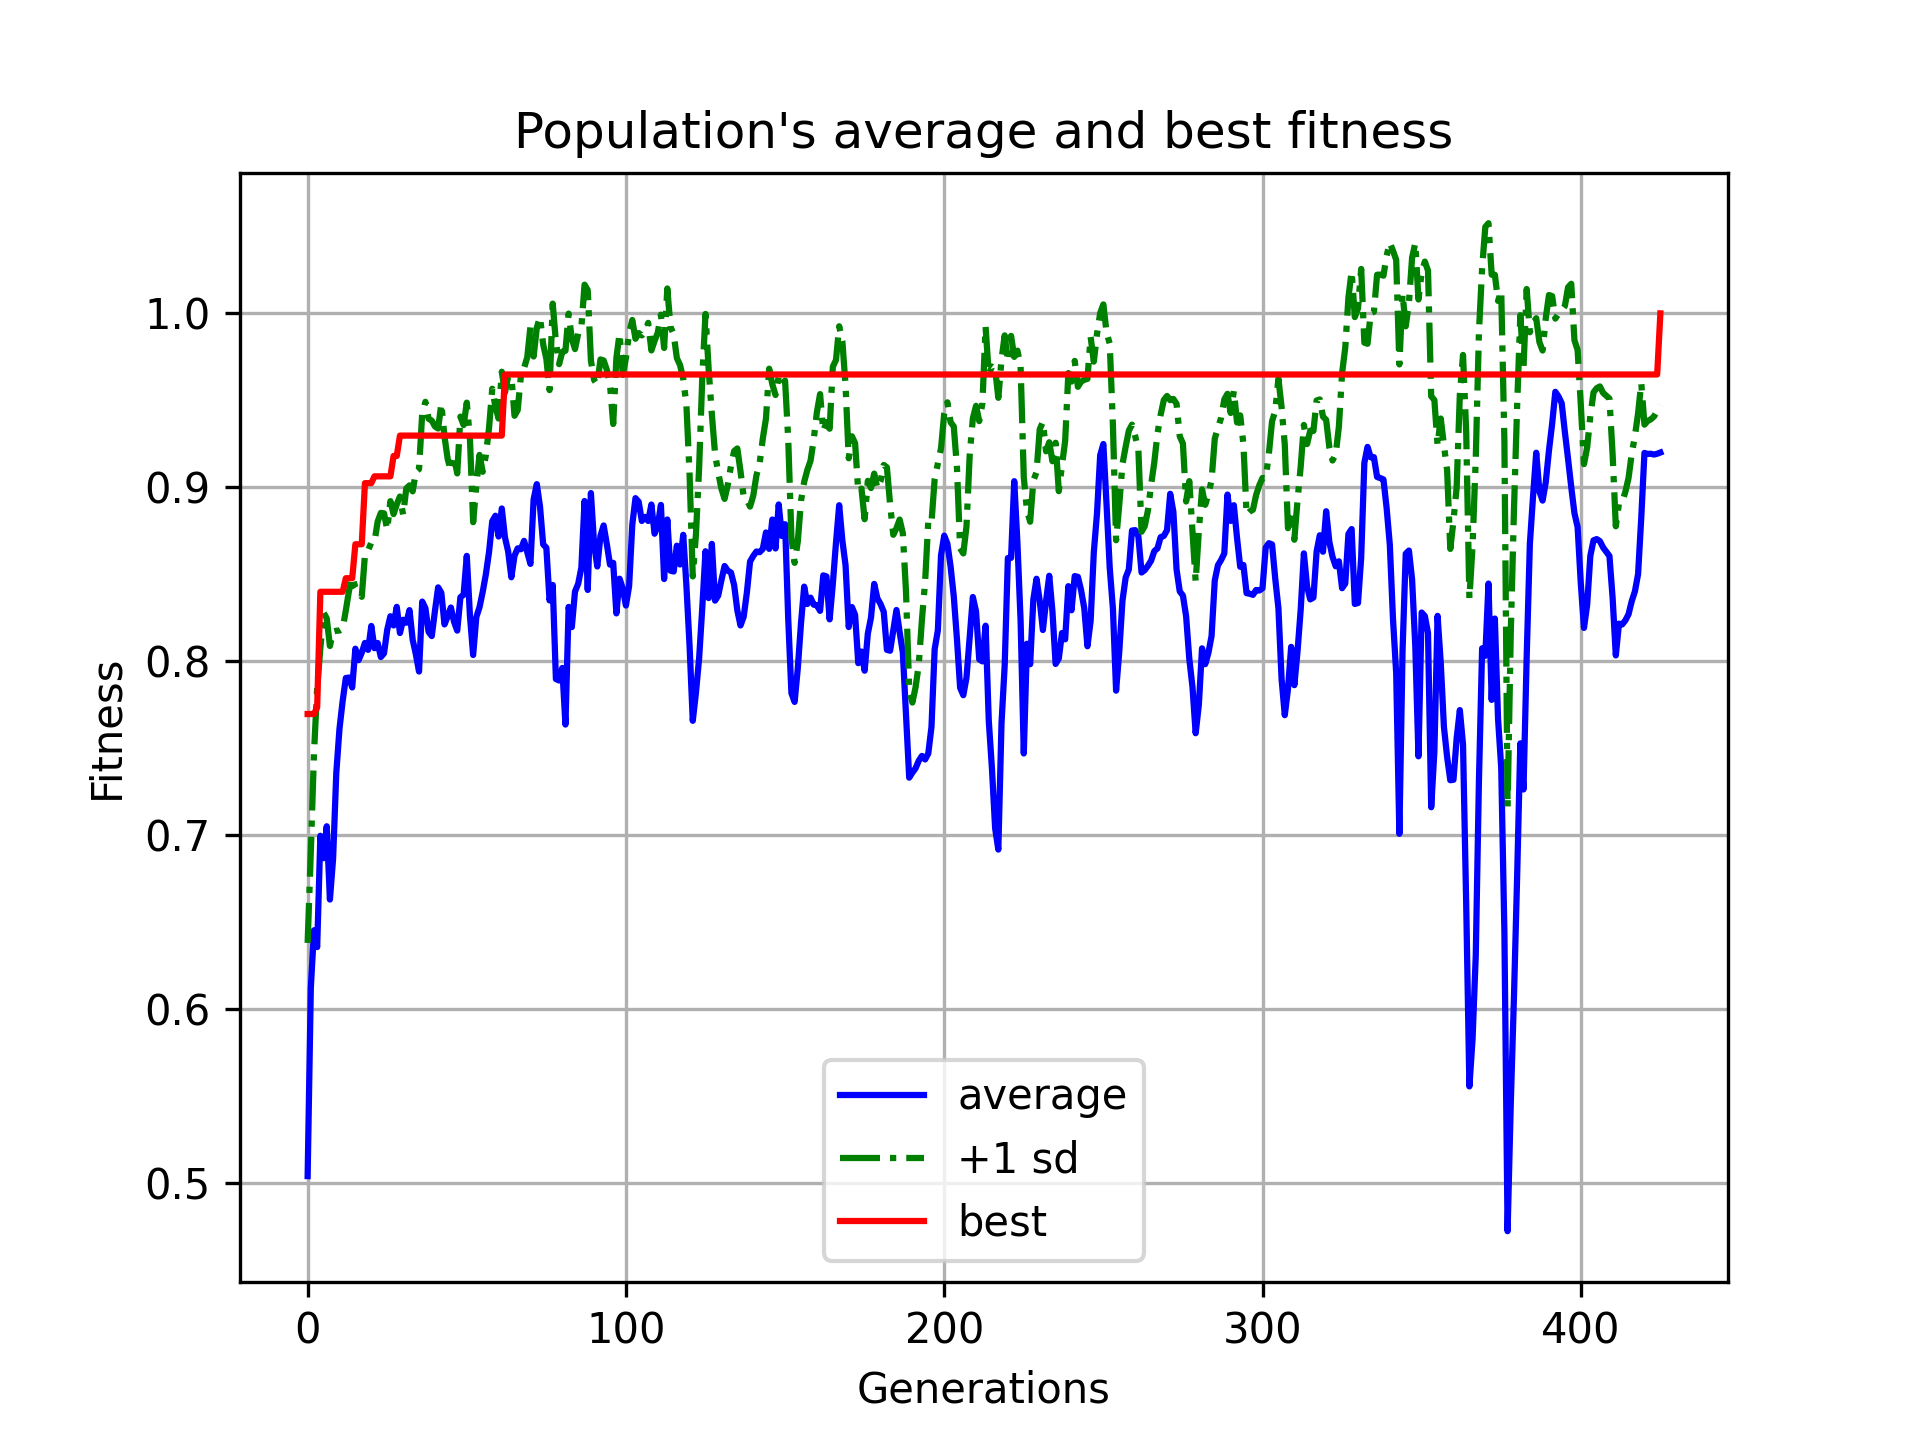 Population's average and best fitness
Fitness
1.0
0.9
0.8
0.7
0.6
0.5
average
+1 sd
best
0 100 200 300 400
Generations